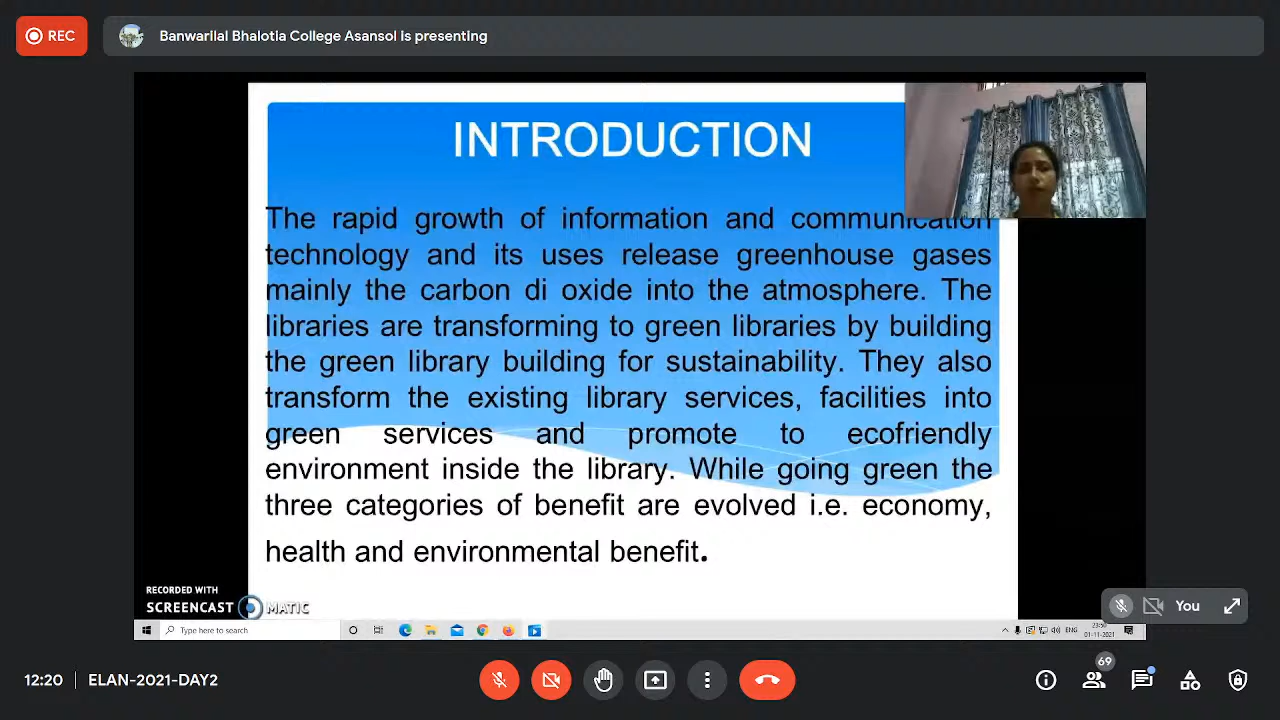 REC
Banwarilal Bhalotia College Asansol is presenting
INTRODUCTION
The rapid growth of information and communication
technology and its uses release greenhouse gases
mainly the carbon di oxide into the atmosphere. The
libraries are transforming to green libraries by building
the green library building for sustainability. They also
transform the existing library services, facilities into
green services and promote to ecofriendly
environment inside the library. While going green the
three categories of benefit are evolved i.e. economy,
health and environmental benefit.
RECORDED WITH
SCREENCAST MATIC
You
Type here to search
ENG
23:50
01-11-2021
12:20 | ELAN-2021-DAY2
69